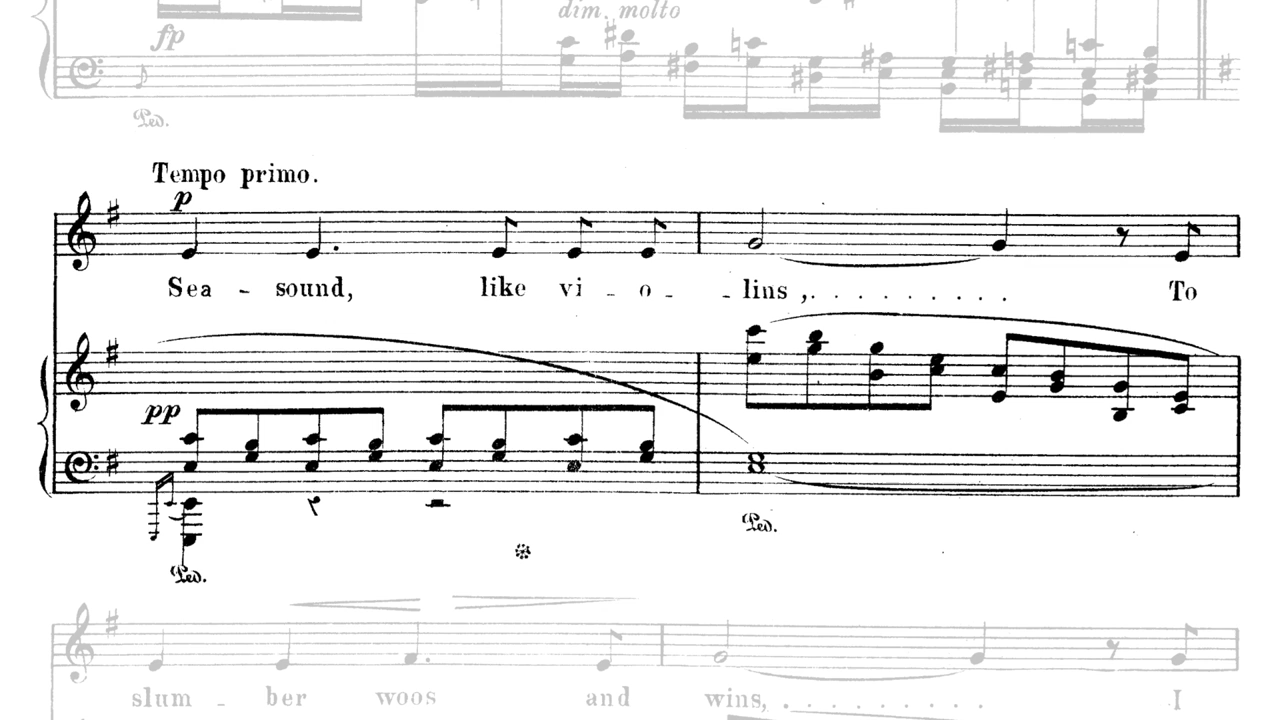 dim. molto
fp
Ped.
Tempo primo.
p
Sea - sound, like vi - o - - lins, . . . . . . . . . To
pp
Ped.
Ped.
slum - ber woos and wins, . . . . . . . . . I